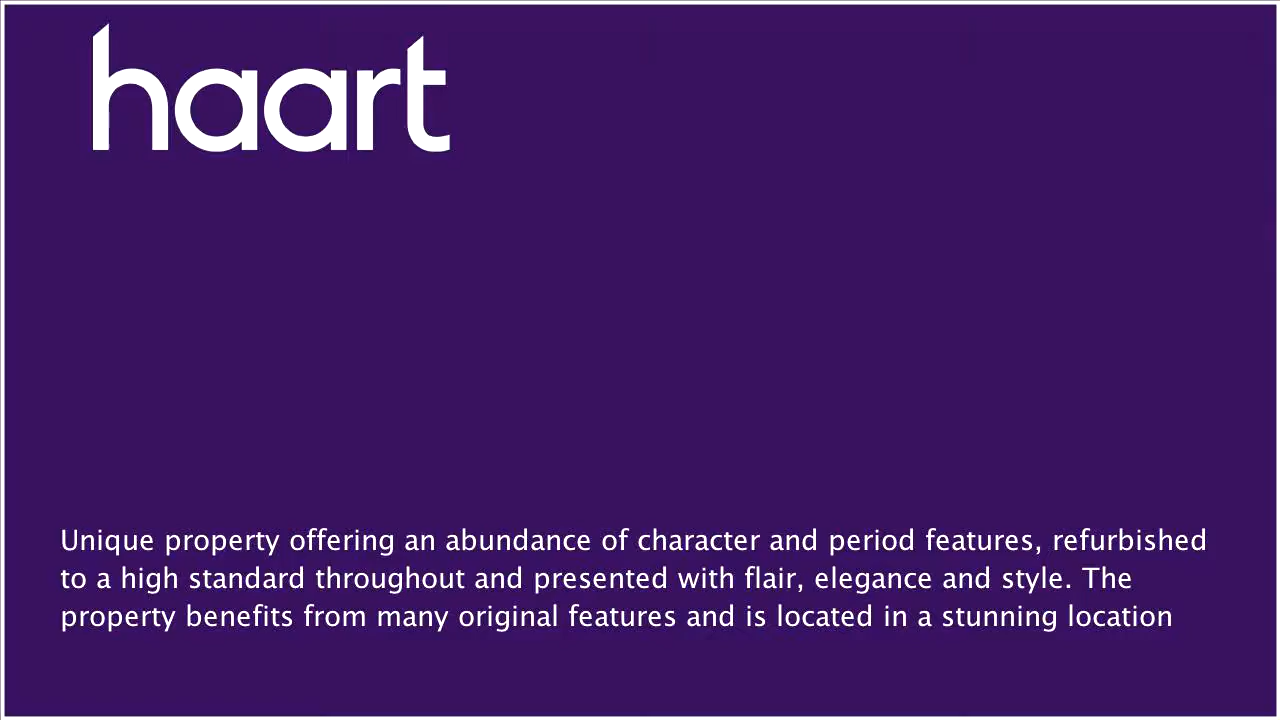 haart
Unique property offering an abundance of character and period features, refurbished
to a high standard throughout and presented with flair, elegance and style. The
property benefits from many original features and is located in a stunning location